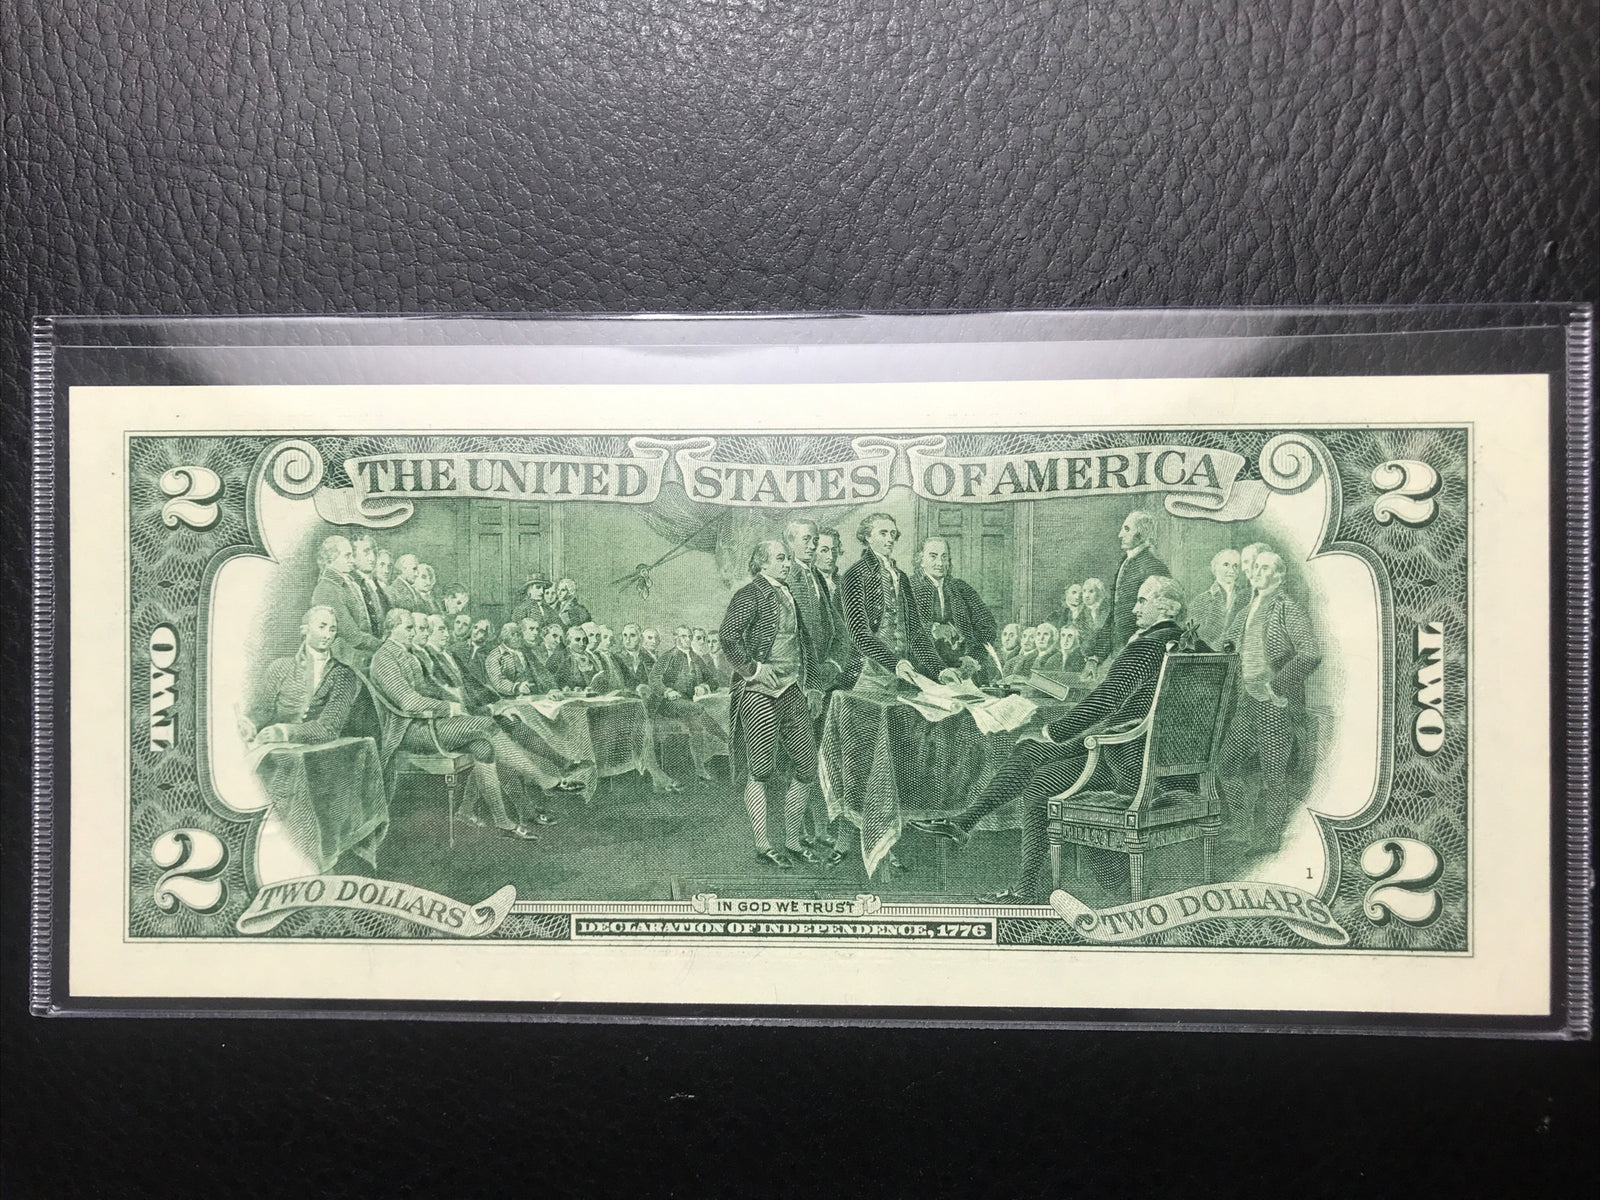 2 THE UNITED STATES OF AMERICA 2
TWO TWO
1
2 TWO DOLLARS IN GOD WE TRUST TWO DOLLARS 2
DECLARATION OF INDEPENDENCE, 1776